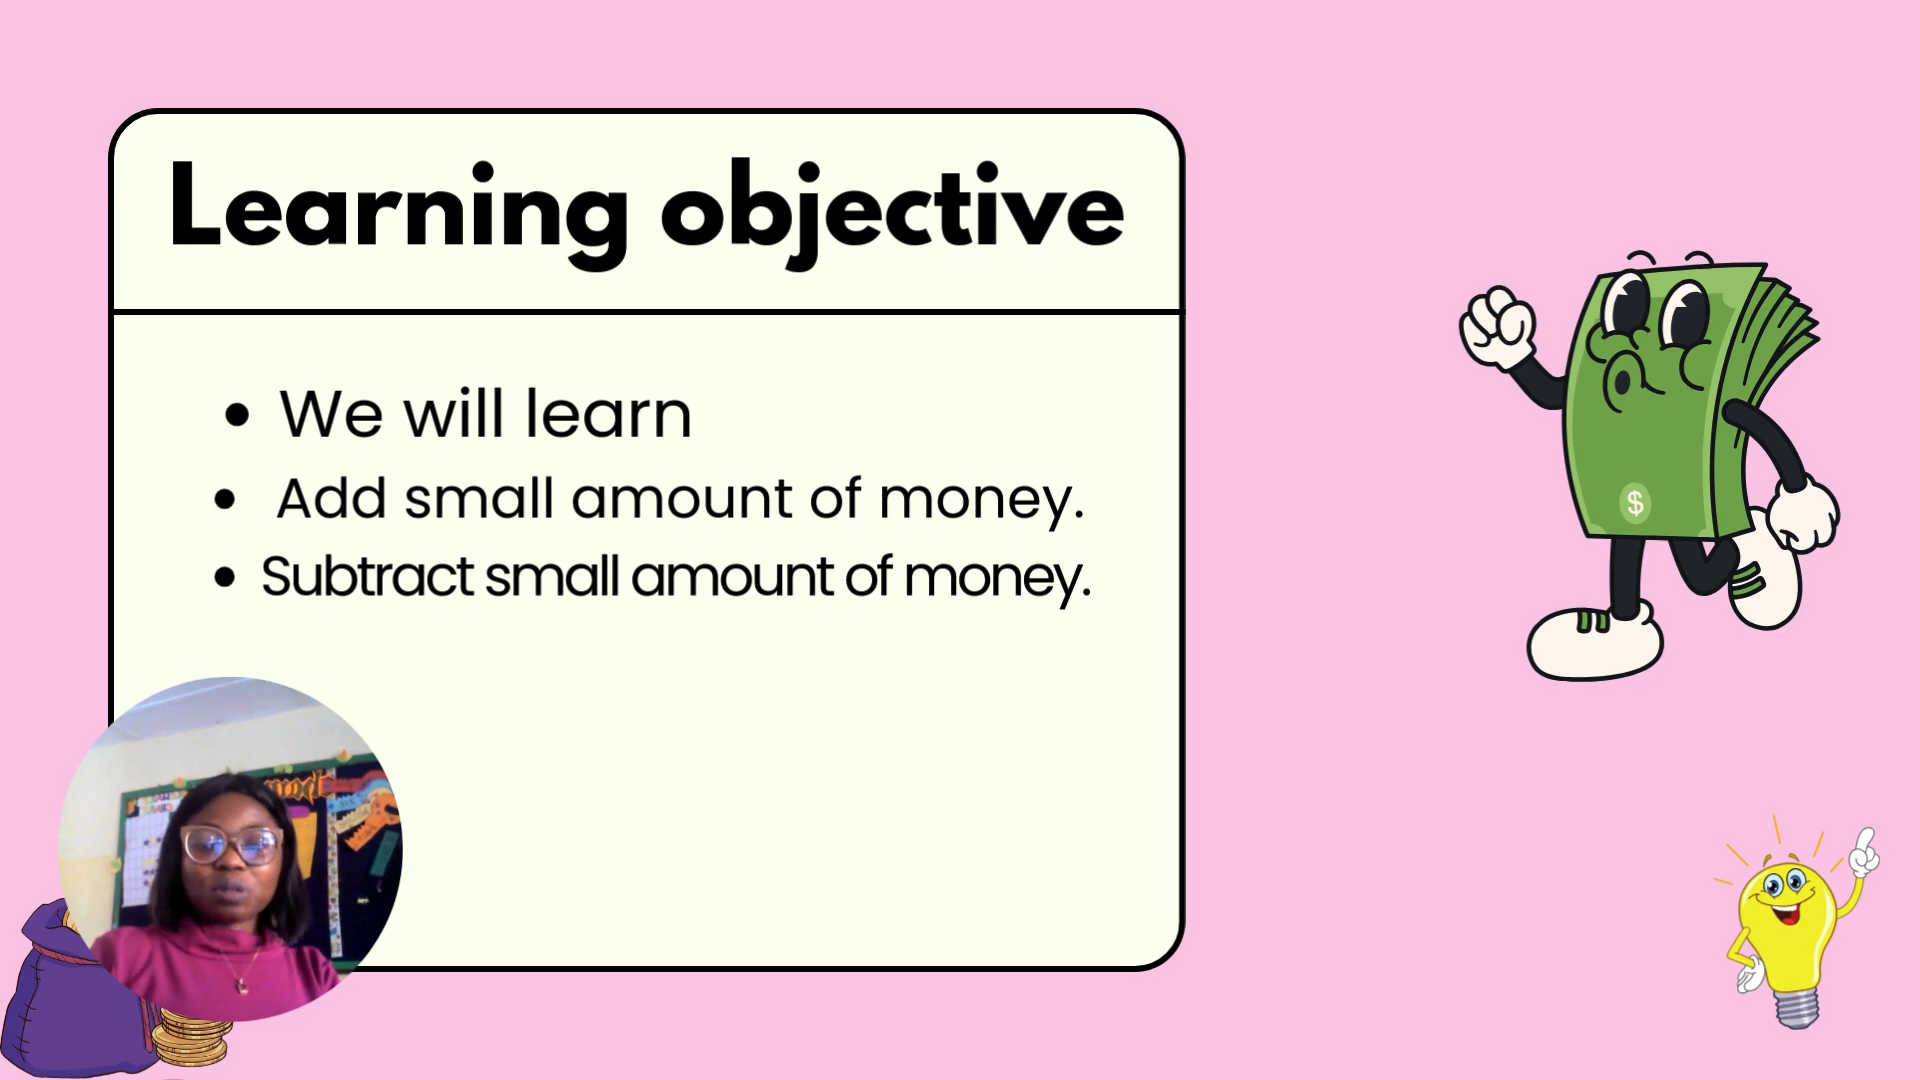 Learning objective
• We will learn
• Add small amount of money.
• Subtract small amount of money.
$